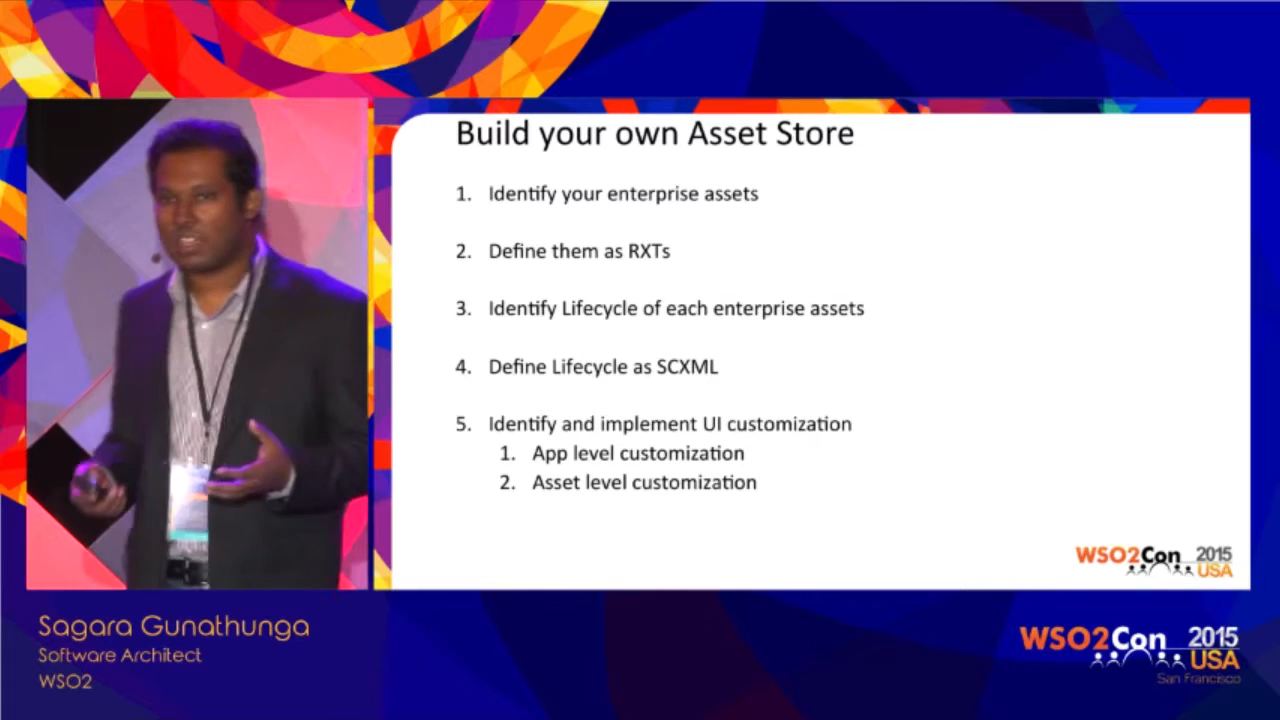 Build your own Asset Store
1. Identify your enterprise assets
2. Define them as RXTs
3. Identify Lifecycle of each enterprise assets
4. Define Lifecycle as SCXML
5. Identify and implement UI customization
1. App level customization
2. Asset level customization
WSO2Con 2015
USA
Sagara Gunathunga
Software Architect
WSO2
WSO2Con 2015
USA
San Francisco